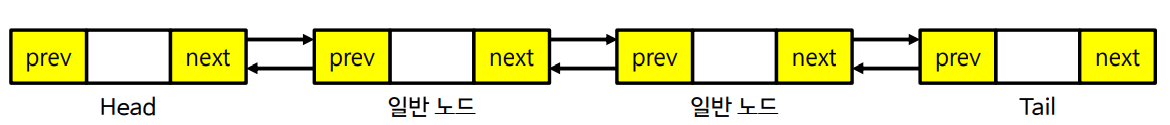 prev next prev next prev next prev next
Head 일반 노드 일반 노드 Tail